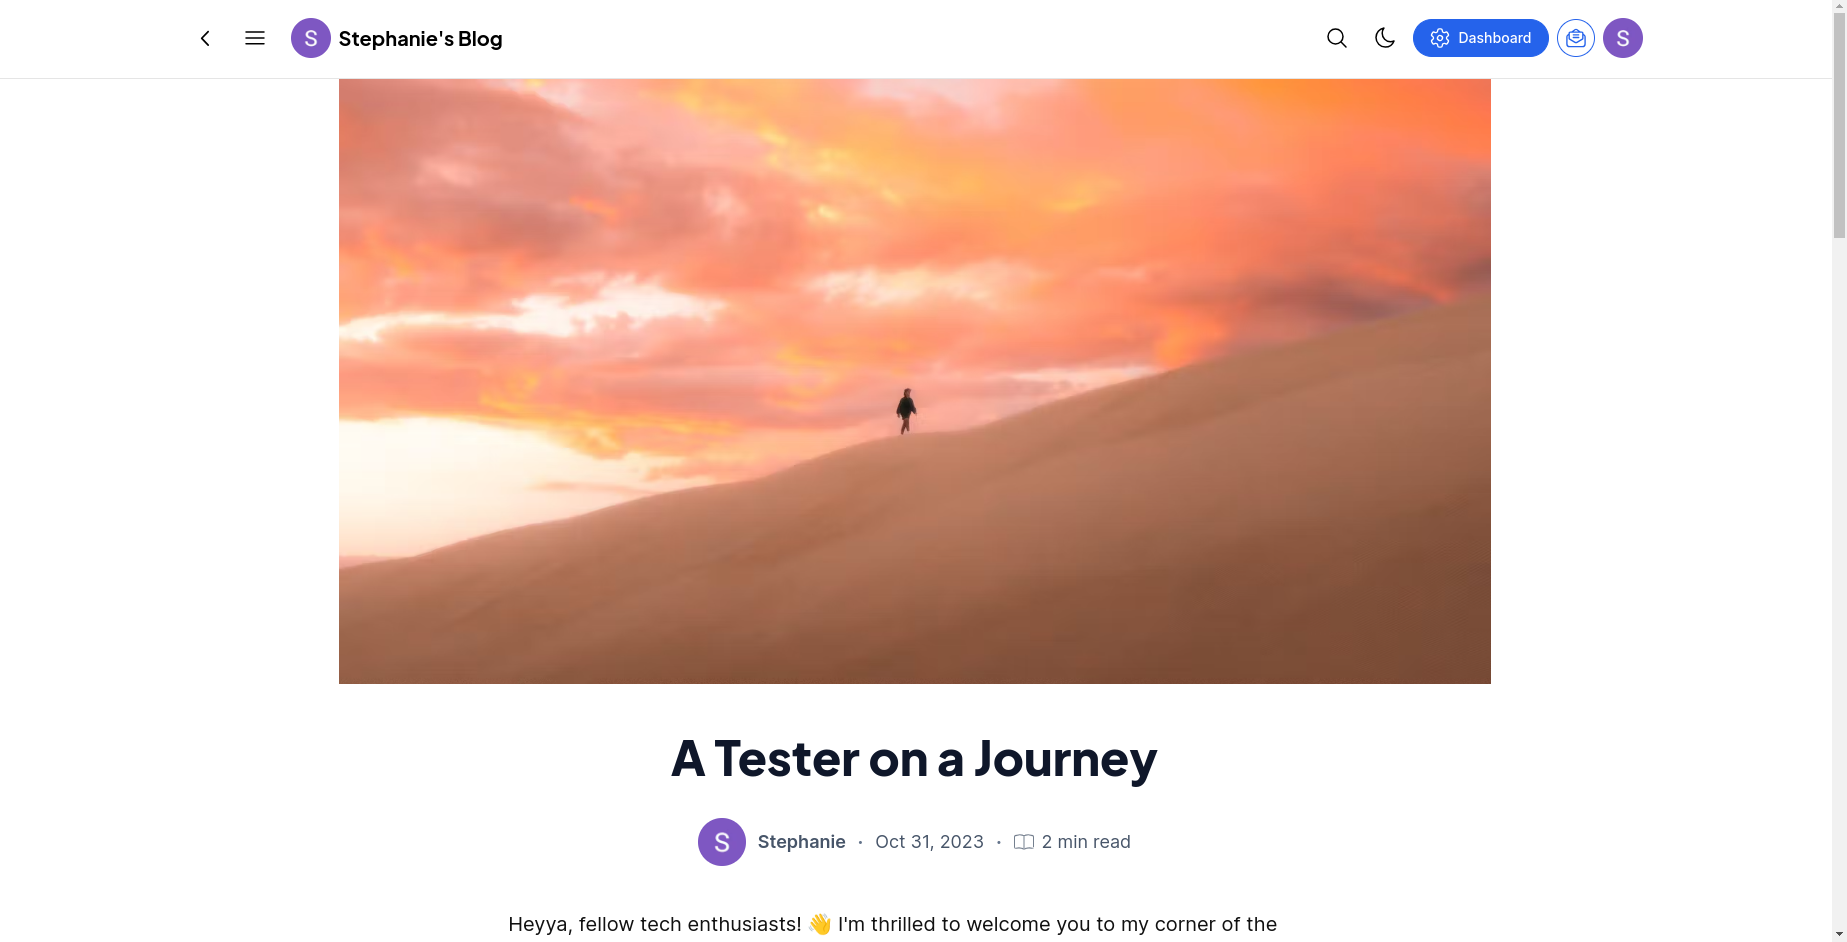 S Stephanie's Blog Dashboard S
A Tester on a Journey
S Stephanie · Oct 31, 2023 · 2 min read
Heyya, fellow tech enthusiasts! 👋 I'm thrilled to welcome you to my corner of the